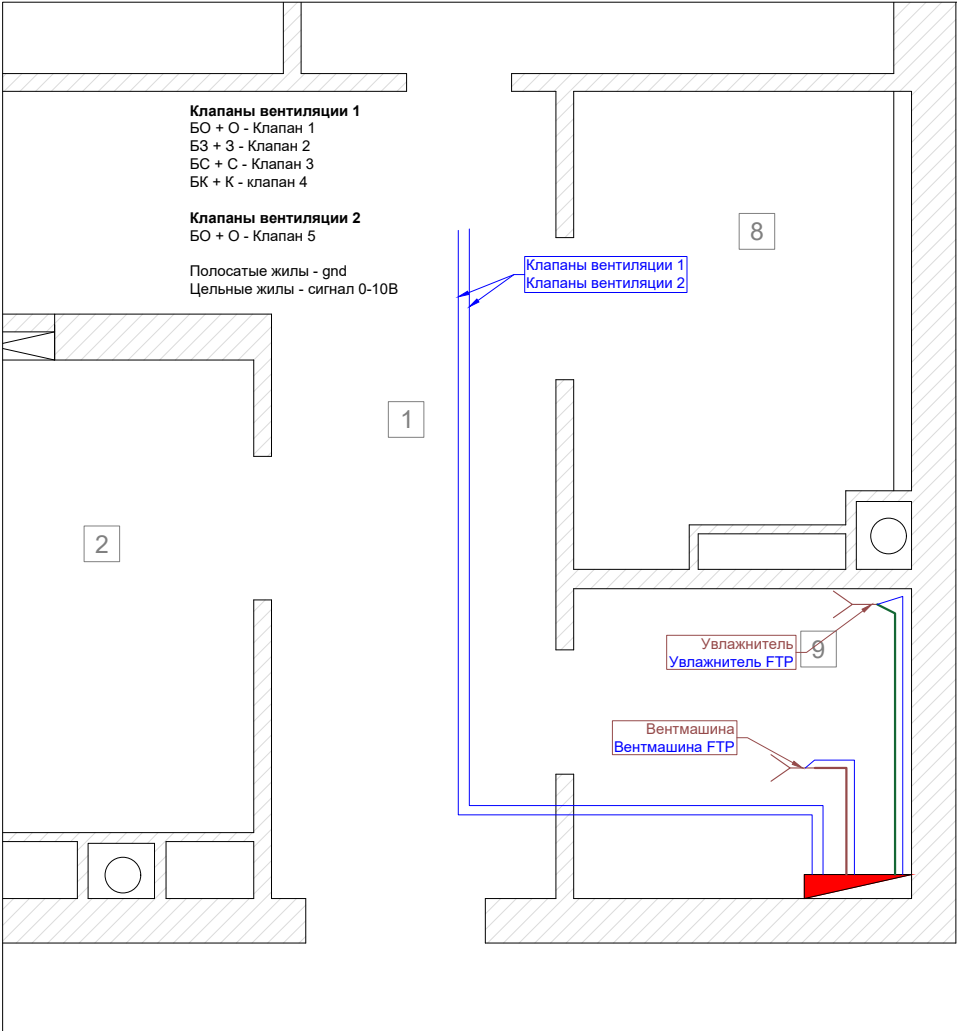 Клапаны вентиляции 1
БО + О - Клапан 1
БЗ + З - Клапан 2
БС + С - Клапан 3
БК + К - клапан 4
Клапаны вентиляции 2
БО + О - Клапан 5
Полосатые жилы - gnd
Цельные жилы - сигнал 0-10В
8
Клапаны вентиляции 1
Клапаны вентиляции 2
1
2
Увлажнитель
Увлажнитель FTP
9
Вентмашина
Вентмашина FTP